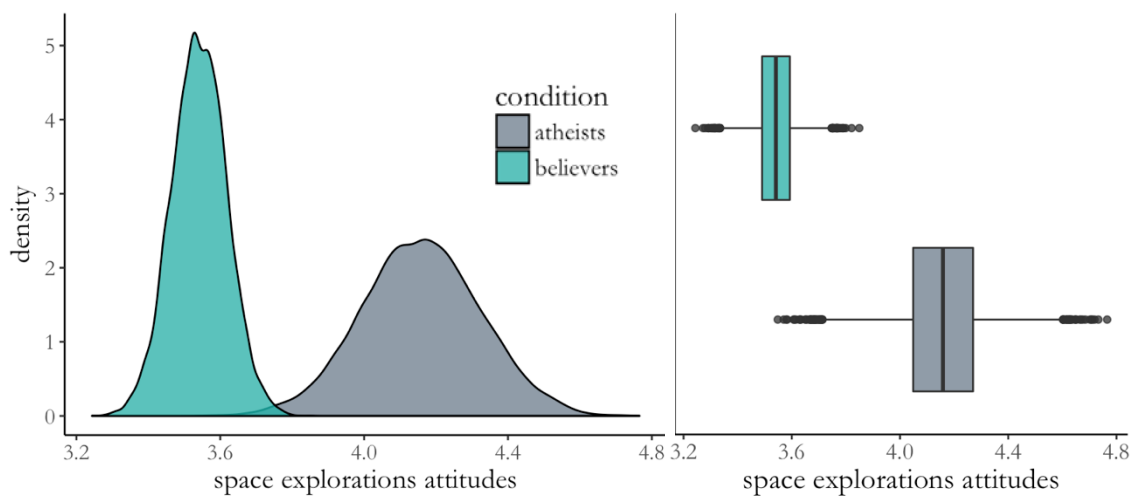 5
4
3
2
1
0
density
condition
atheists
believers
3.2 3.6 4.0 4.4 4.8
space explorations attitudes
3.2 3.6 4.0 4.4 4.8
space explorations attitudes